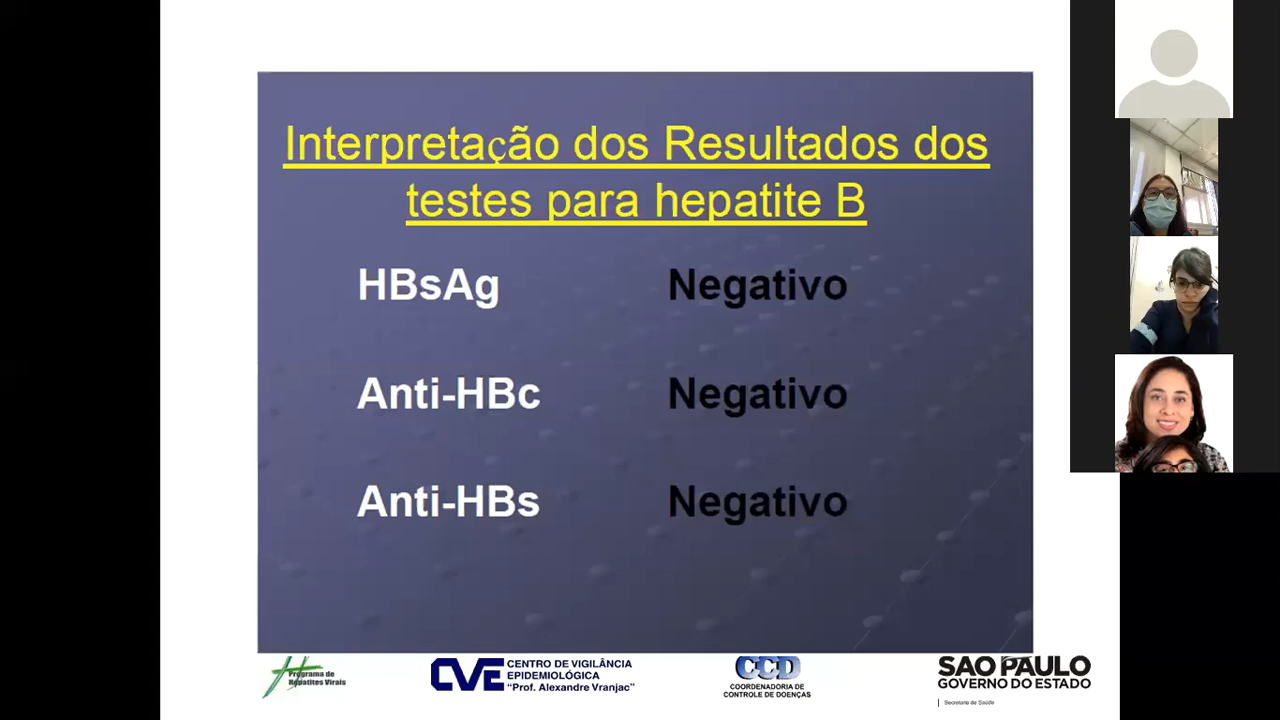 Interpretação dos Resultados dos
testes para hepatite B
HBsAg Negativo
Anti-HBc Negativo
Anti-HBs Negativo
Programa de
Hepatites Virais
CVE
CENTRO DE VIGILÂNCIA
EPIDEMIOLÓGICA
“Prof. Alexandre Vranjac”
CCD
COORDENADORIA DE
CONTROLE DE DOENÇAS
SÃO PAULO
GOVERNO DO ESTADO
Secretaria de Saúde